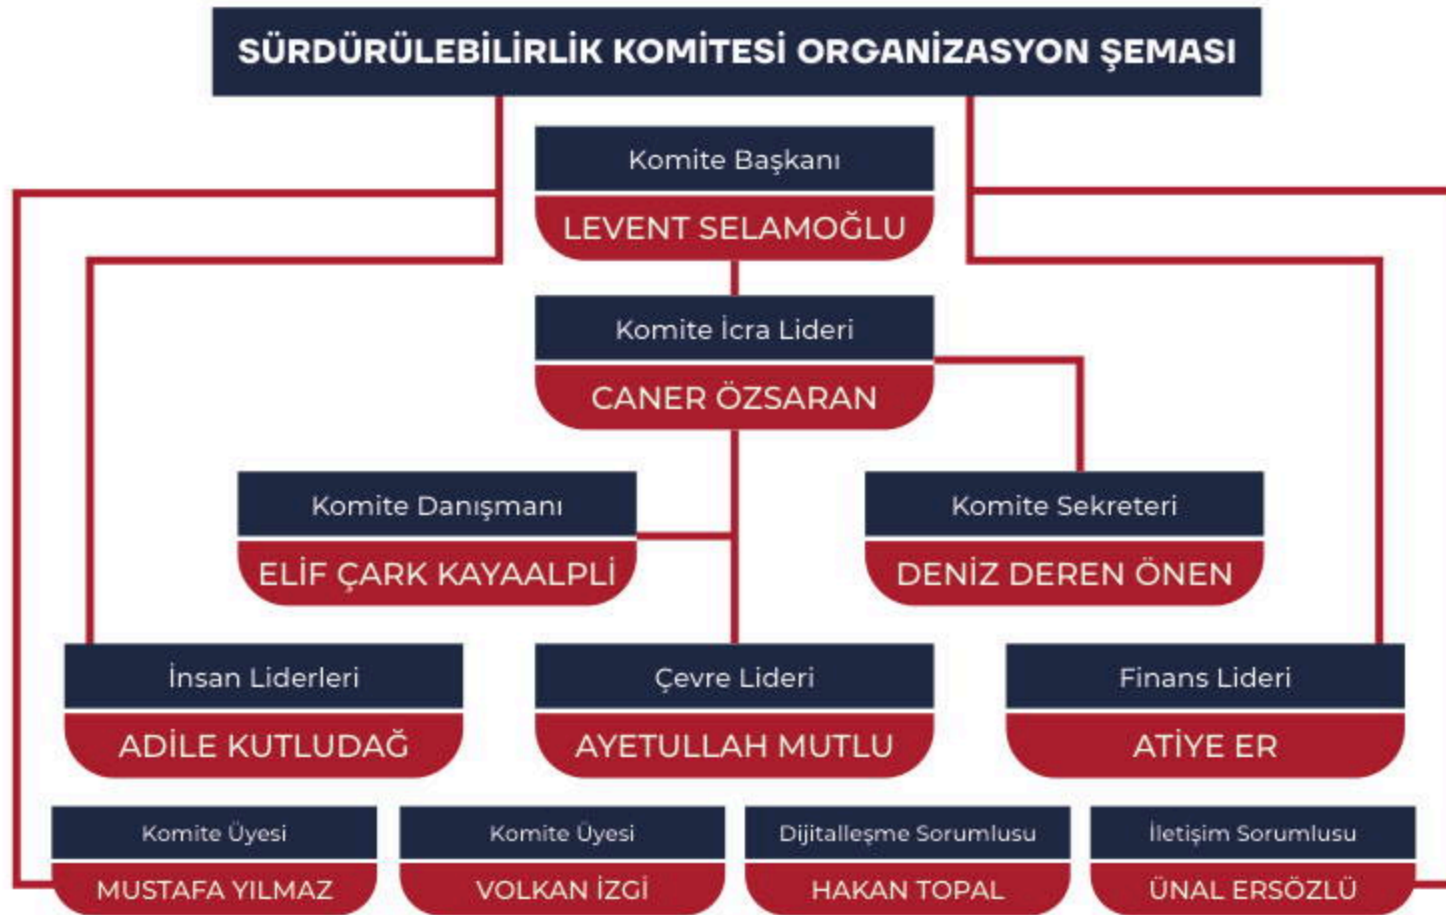 SÜRDÜRÜLEBİLİRLİK KOMİTESİ ORGANİZASYON ŞEMASI
Komite Başkanı
LEVENT SELAMOĞLU
Komite İcra Lideri
CANER ÖZSARAN
Komite Danışmanı
ELİF ÇARK KAYAALPLİ
Komite Sekreteri
DENİZ DEREN ÖNEN
İnsan Liderleri
ADİLE KUTLUDAĞ
Çevre Lideri
AYETULLAH MUTLU
Finans Lideri
ATİYE ER
Komite Üyesi
MUSTAFA YILMAZ
Komite Üyesi
VOLKAN İZGİ
Dijitalleşme Sorumlusu
HAKAN TOPAL
İletişim Sorumlusu
ÜNAL ERSÖZLÜ